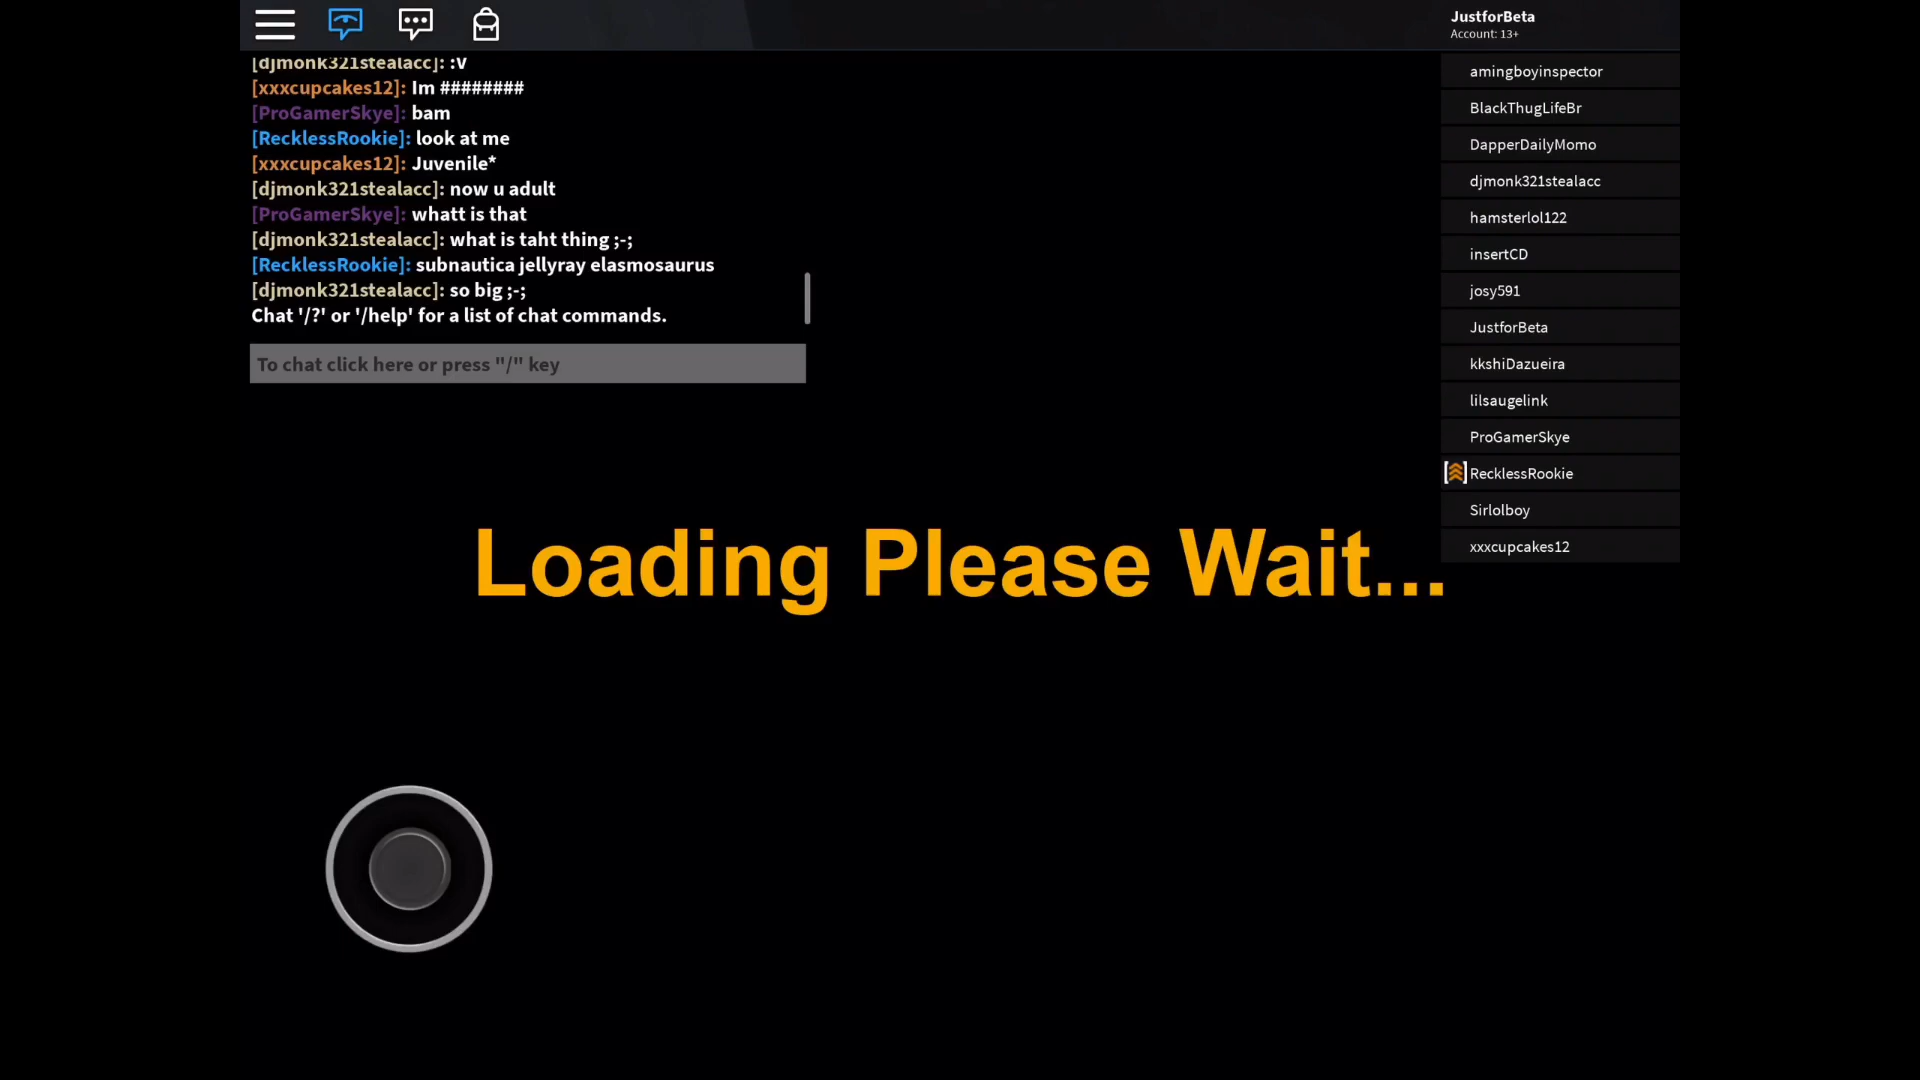 JustforBeta
Account: 13+
[djmonk321stealacc]: :V
[xxxcupcakes12]: Im ########
[ProGamerSkye]: bam
[RecklessRookie]: look at me
[xxxcupcakes12]: Juvenile*
[djmonk321stealacc]: now u adult
[ProGamerSkye]: whatt is that
[djmonk321stealacc]: what is taht thing ;-;
[RecklessRookie]: subnautica jellyray elasmosaurus
[djmonk321stealacc]: so big ;-;
Chat '/?' or '/help' for a list of chat commands.
To chat click here or press "/" key
amingboyinspector
BlackThugLifeBr
DapperDailyMomo
djmonk321stealacc
hamsterlol122
insertCD
josy591
JustforBeta
kkshiDazueira
lilsaugelink
ProGamerSkye
RecklessRookie
Sirlolboy
xxxcupcakes12
Loading Please Wait...